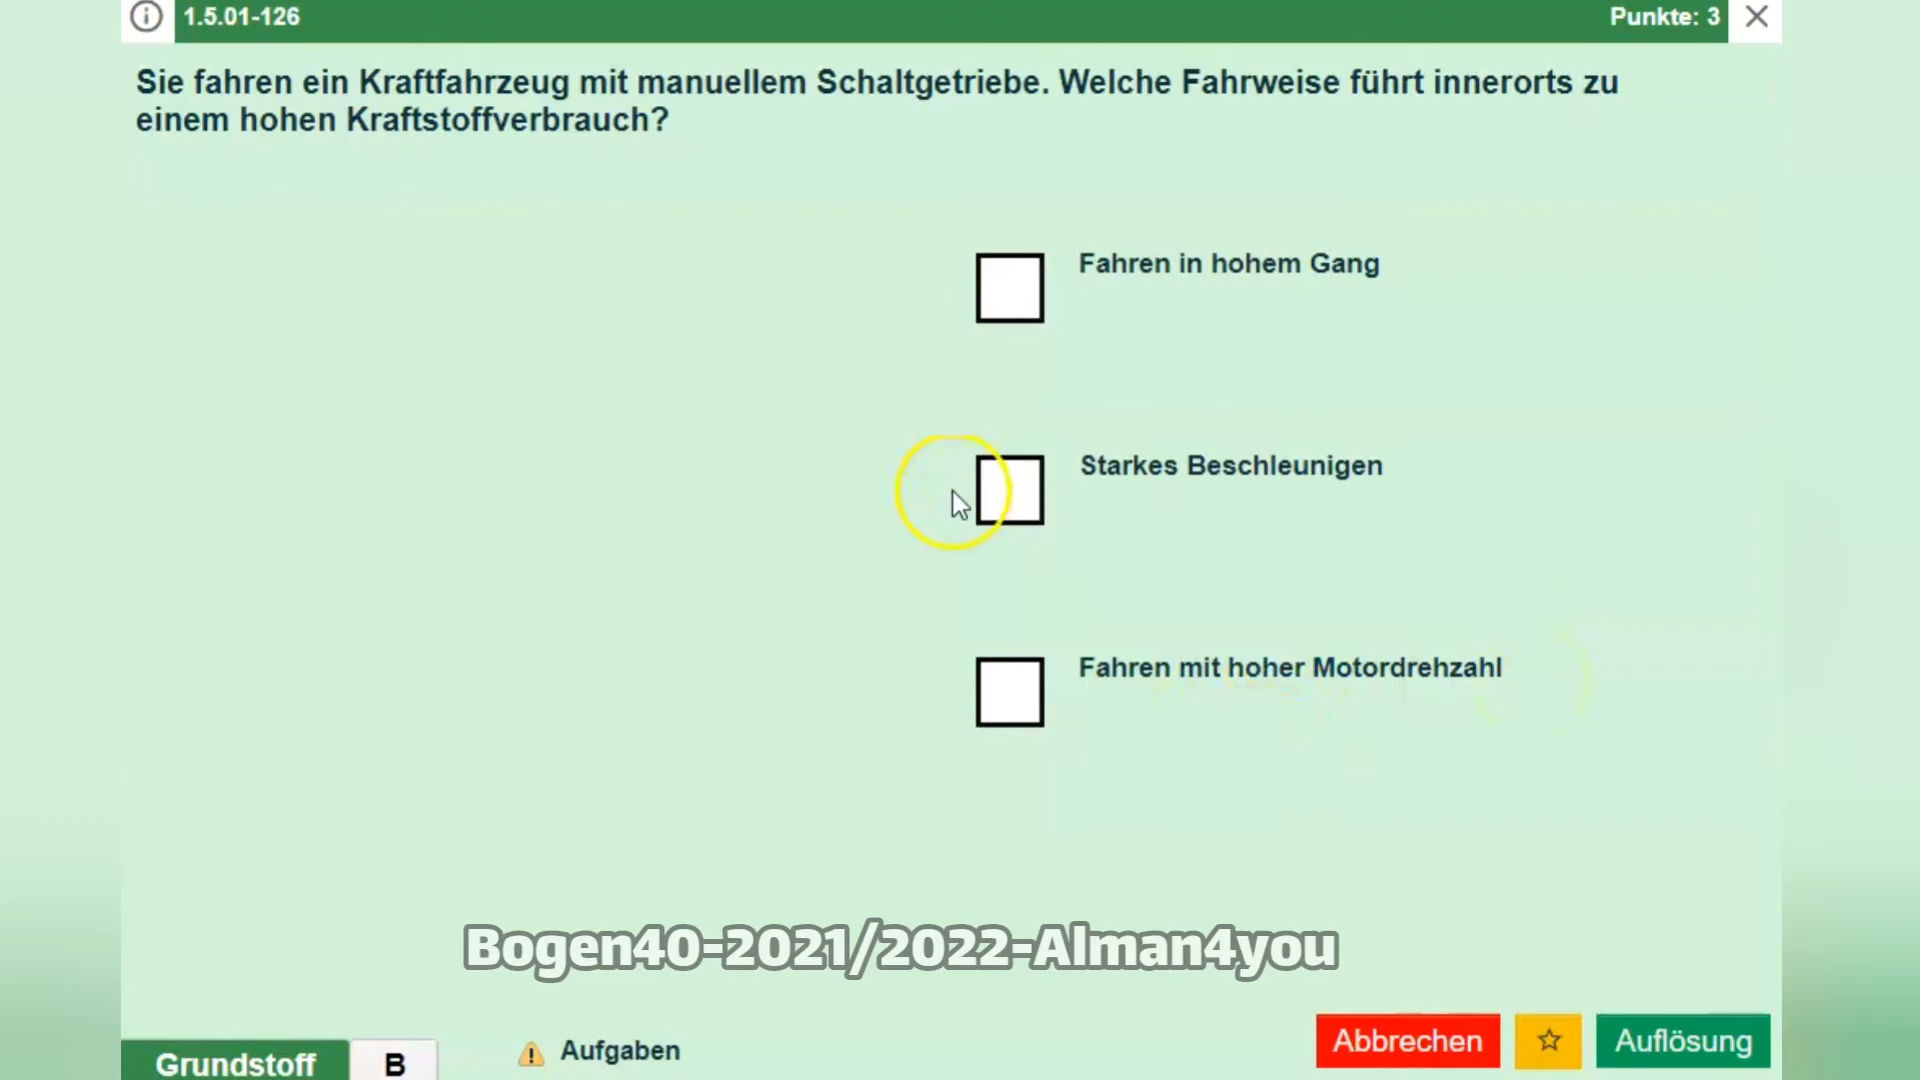 1.5.01-126
Punkte: 3
Sie fahren ein Kraftfahrzeug mit manuellem Schaltgetriebe. Welche Fahrweise führt innerorts zu
einem hohen Kraftstoffverbrauch?
Fahren in hohem Gang
Starkes Beschleunigen
Fahren mit hoher Motordrehzahl
Bogen40-2021/2022-Alman4you
Grundstoff
B
Aufgaben
Abbrechen
Auflösung